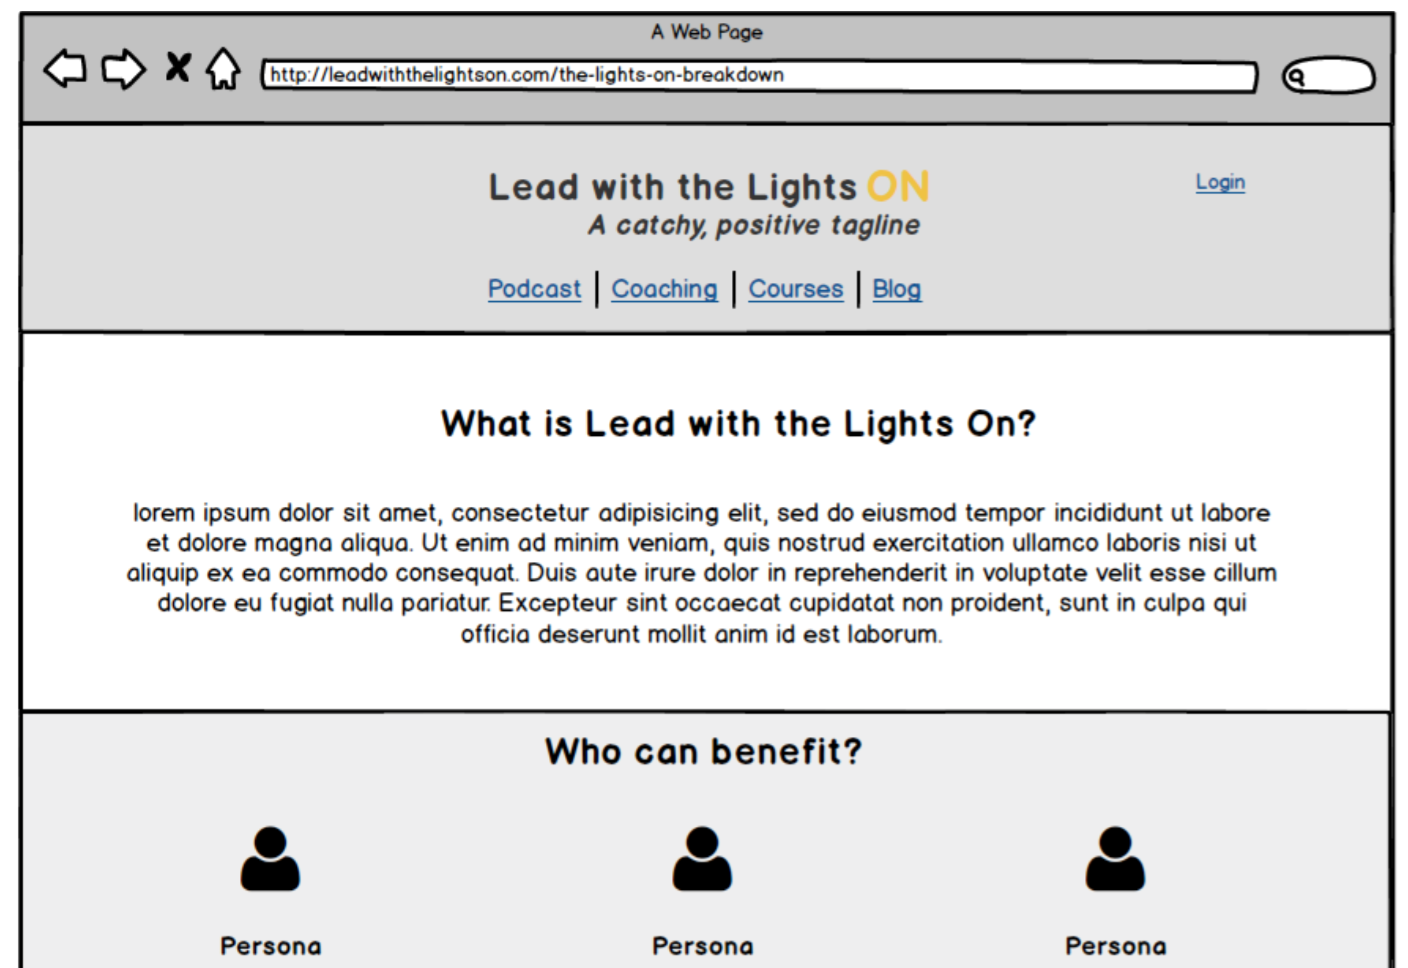 A Web Page
http://leadwiththelightson.com/the-lights-on-breakdown
Lead with the Lights ON
Login
A catchy, positive tagline
Podcast | Coaching | Courses | Blog
What is Lead with the Lights On?
lorem ipsum dolor sit amet, consectetur adipisicing elit, sed do eiusmod tempor incididunt ut labore
et dolore magna aliqua. Ut enim ad minim veniam, quis nostrud exercitation ullamco laboris nisi ut
aliquip ex ea commodo consequat. Duis aute irure dolor in reprehenderit in voluptate velit esse cillum
dolore eu fugiat nulla pariatur. Excepteur sint occaecat cupidatat non proident, sunt in culpa qui
officia deserunt mollit anim id est laborum.
Who can benefit?
Persona Persona Persona